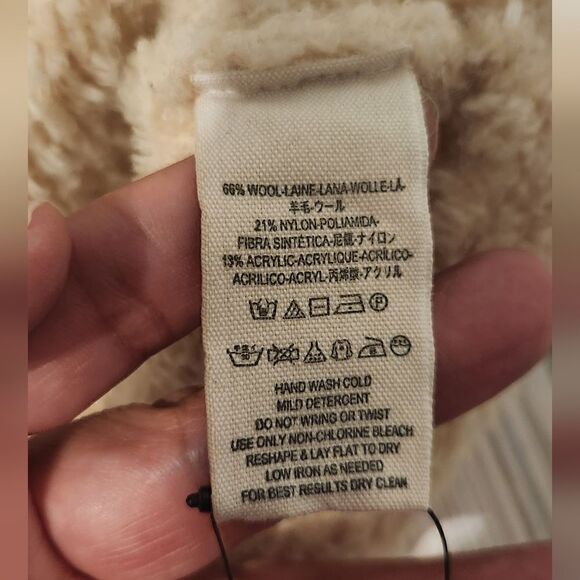 66% WOOL-LAINE-LANA-WOLLE-LÃ-
羊毛-ウール
21% NYLON-POLIAMIDA-
FIBRA SINTÉTICA-尼龍-ナイロン
13% ACRYLIC-ACRYLIQUE-ACRÍLICO-
ACRILICO-ACRYL-丙烯酸-アクリル
P
HAND WASH COLD
MILD DETERGENT
DO NOT WRING OR TWIST
USE ONLY NON-CHLORINE BLEACH
RESHAPE & LAY FLAT TO DRY
LOW IRON AS NEEDED
FOR BEST RESULTS DRY CLEAN